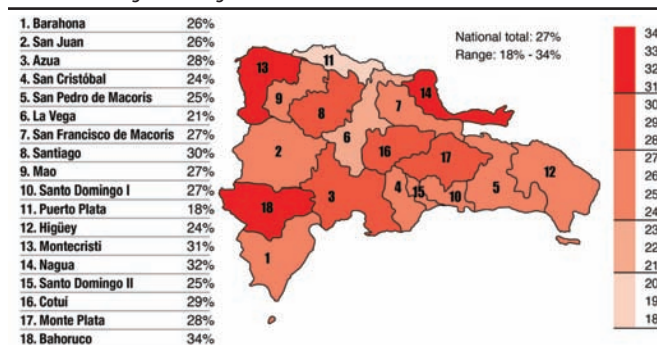 1. Barahona 26%
2. San Juan 26%
3. Azua 28%
4. San Cristóbal 24%
5. San Pedro de Macorís 25%
6. La Vega 21%
7. San Francisco de Macoris 27%
8. Santiago 30%
9. Mao 27%
10. Santo Domingo I 27%
11. Puerto Plata 18%
12. Higüey 24%
13. Montecristi 31%
14. Nagua 32%
15. Santo Domingo II 25%
16. Cotuí 29%
17. Monte Plata 28%
18. Bahoruco 34%
National total: 27%
Range: 18% - 34%
11
13
14
9
8
7
6
2
16
17
12
3
4
15
10
5
18
1
34
33
32
31
30
29
28
27
26
25
24
23
22
21
20
19
18